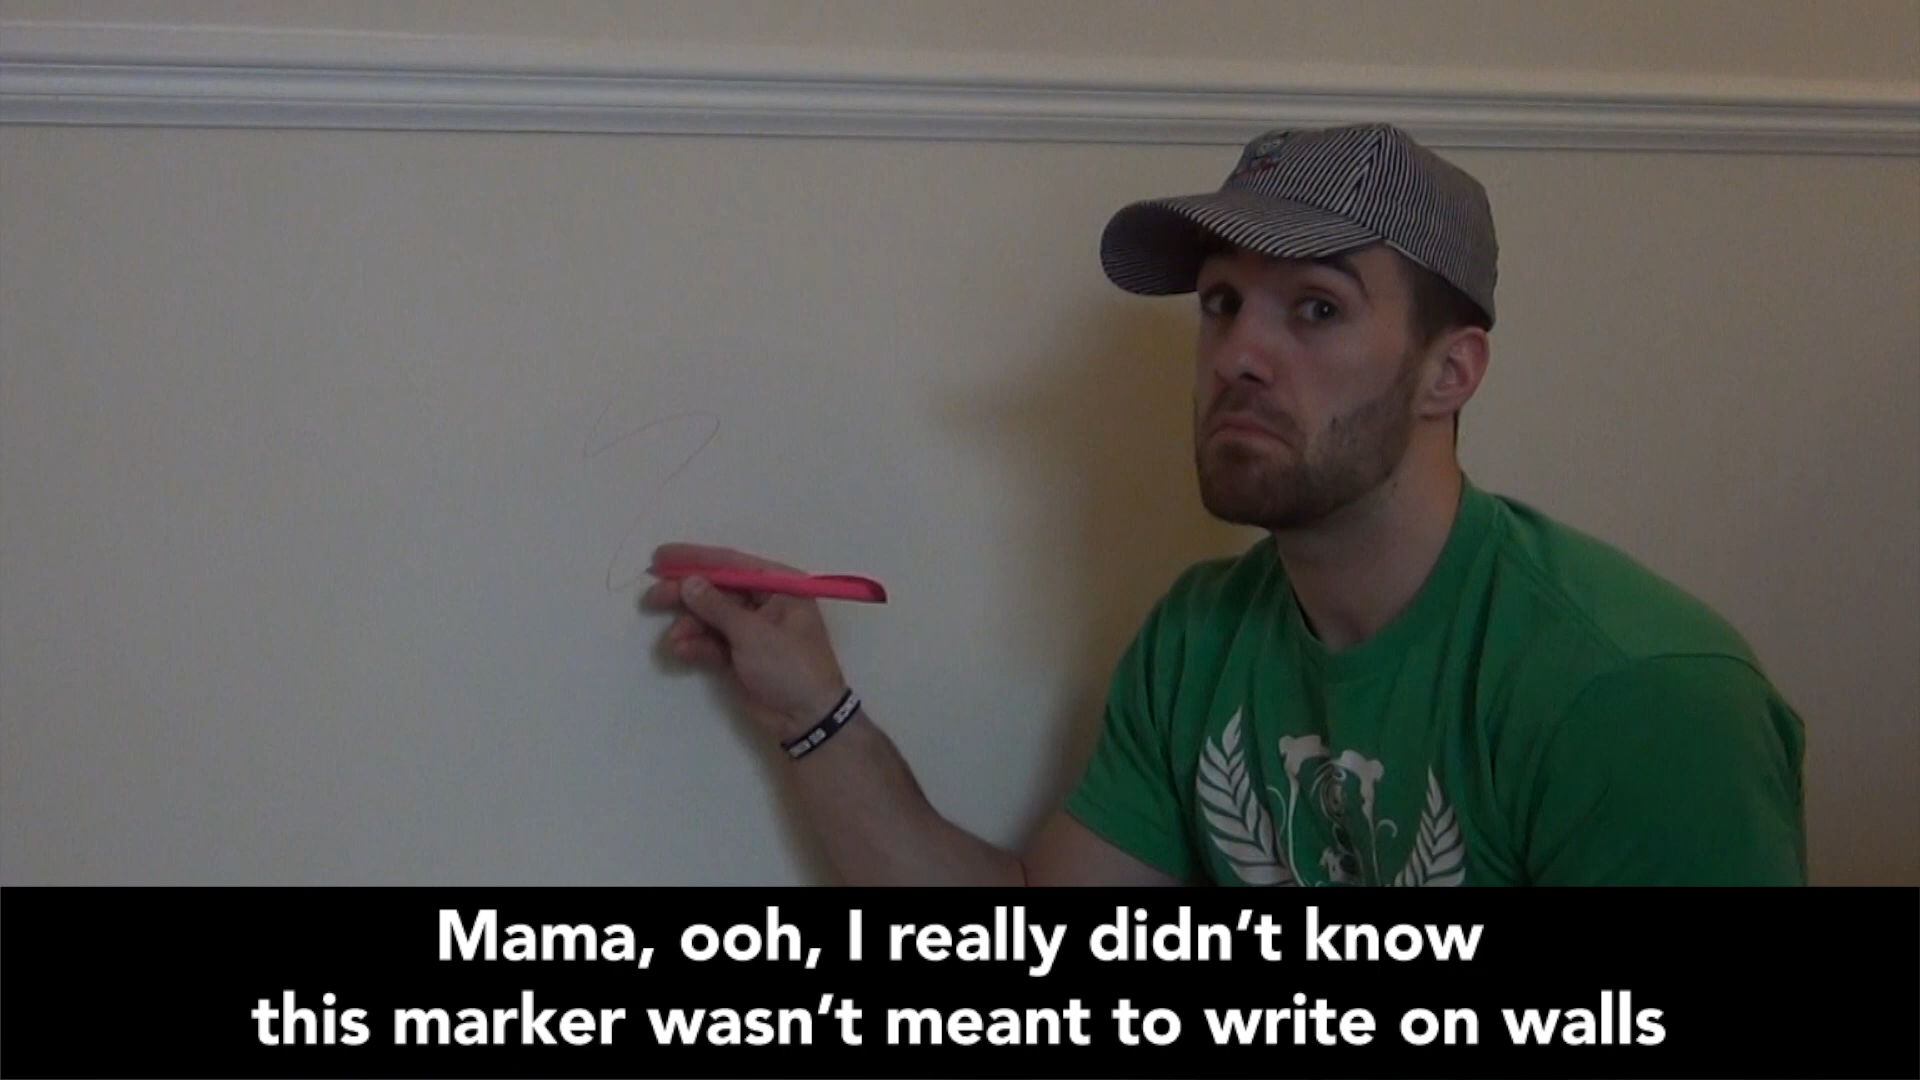 Mama, ooh, I really didn’t know
this marker wasn’t meant to write on walls